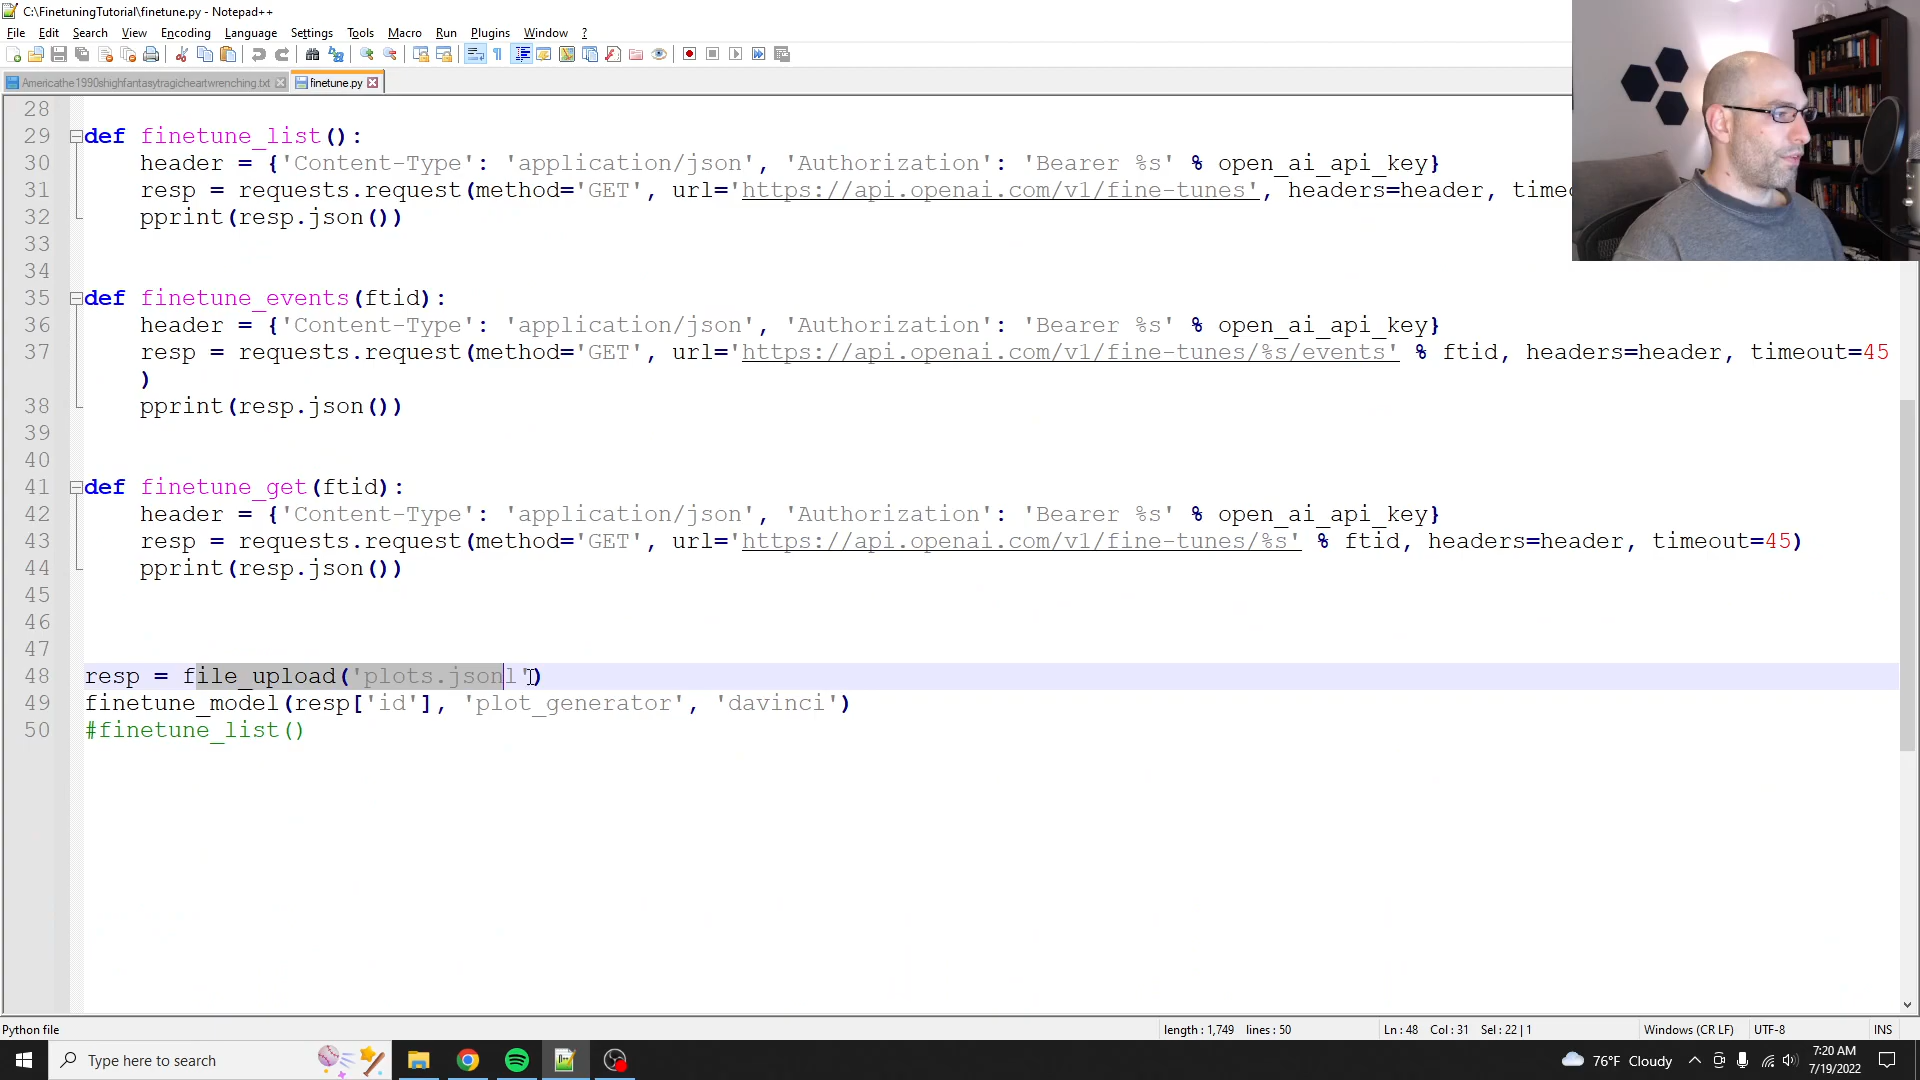 C:\FinetuningTutorial\finetune.py - Notepad++
File Edit Search View Encoding Language Settings Tools Macro Run Plugins Window ?
Americathe1990shighfantasytragicheartwrenching.txt finetune.py
28
29 def finetune_list():
30 header = {'Content-Type': 'application/json', 'Authorization': 'Bearer %s' % open_ai_api_key}
31 resp = requests.request(method='GET', url='https://api.openai.com/v1/fine-tunes', headers=header, timeo
32 pprint(resp.json())
33
34
35 def finetune_events(ftid):
36 header = {'Content-Type': 'application/json', 'Authorization': 'Bearer %s' % open_ai_api_key}
37 resp = requests.request(method='GET', url='https://api.openai.com/v1/fine-tunes/%s/events' % ftid, headers=header, timeout=45
)
38 pprint(resp.json())
39
40
41 def finetune_get(ftid):
42 header = {'Content-Type': 'application/json', 'Authorization': 'Bearer %s' % open_ai_api_key}
43 resp = requests.request(method='GET', url='https://api.openai.com/v1/fine-tunes/%s' % ftid, headers=header, timeout=45)
44 pprint(resp.json())
45
46
47
48 resp = file_upload('plots.jsonl')
49 finetune_model(resp['id'], 'plot_generator', 'davinci')
50 #finetune_list()
Python file length : 1,749 lines : 50 Ln : 48 Col : 31 Sel : 22 | 1 Windows (CR LF) UTF-8 INS
Type here to search 76°F Cloudy 7:20 AM
7/19/2022